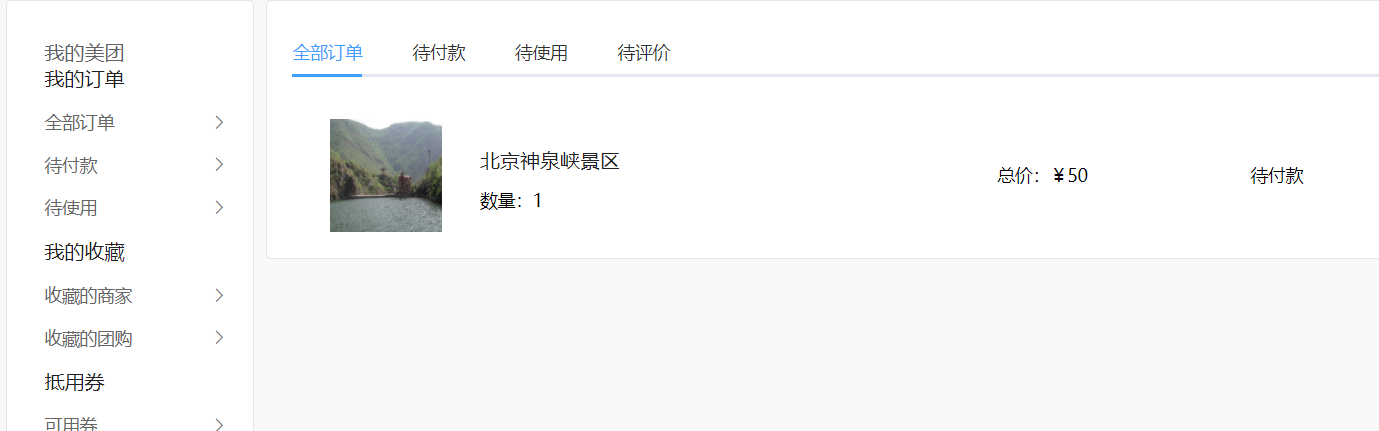 我的美团
我的订单
全部订单
待付款
待使用
我的收藏
收藏的商家
收藏的团购
抵用券
可用券
全部订单 待付款 待使用 待评价
北京神泉峡景区
数量：1
总价：￥50
待付款